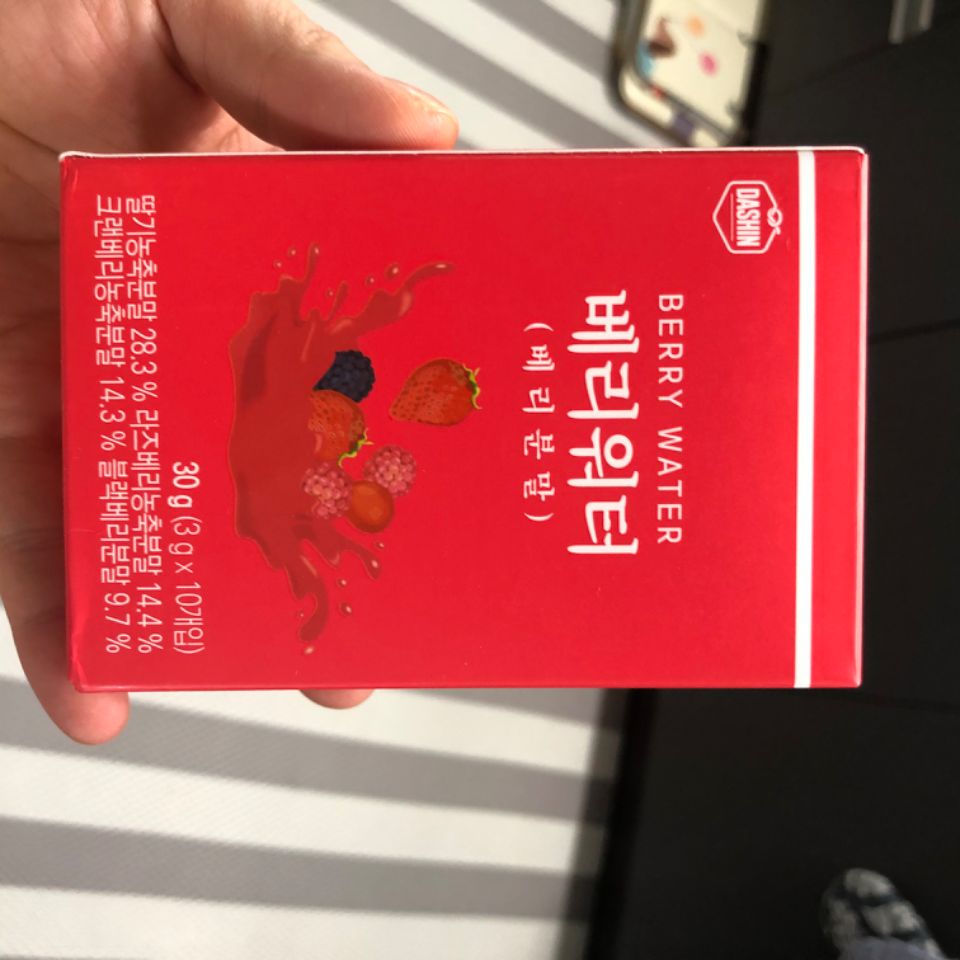 DASHIN
BERRY WATER
베리워터
(베리분말)
30 g (3 g x 10개입)
딸기농축분말 28.3 % 라즈베리농축분말 14.4 %
크랜베리농축분말 14.3 % 블랙베리분말 9.7 %